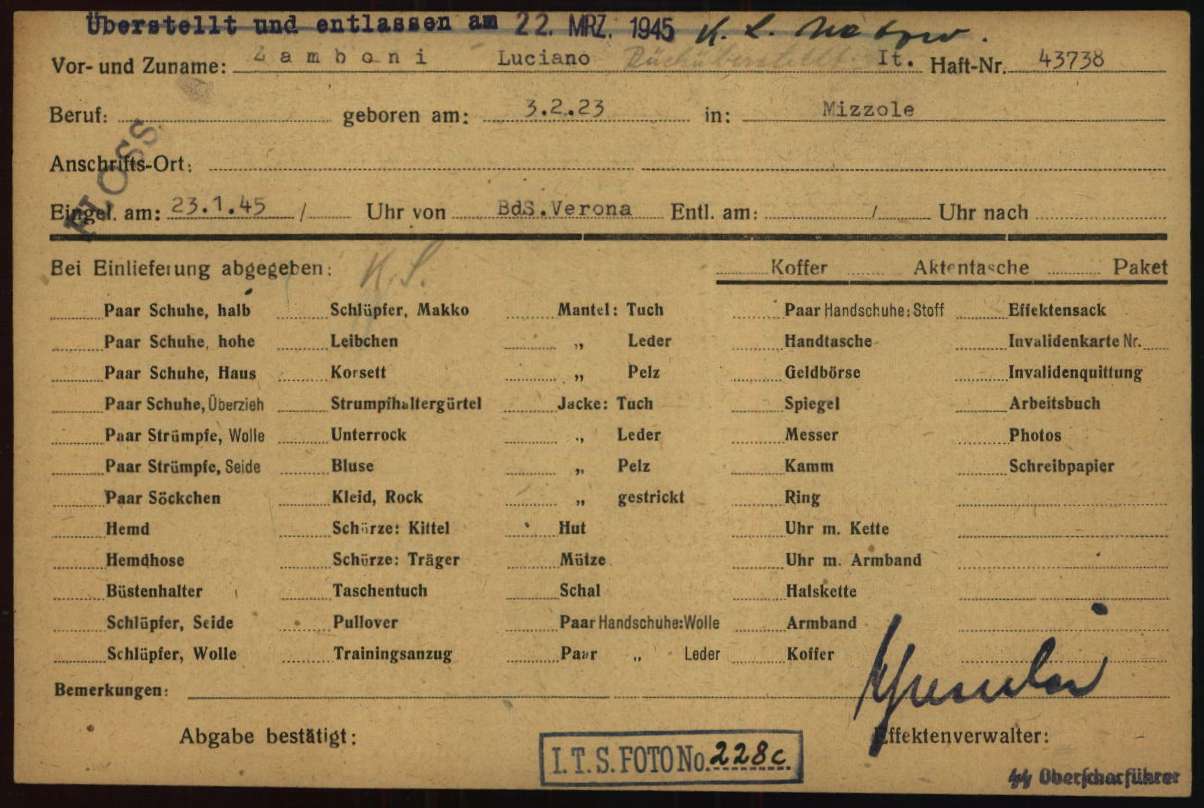 Überstellt und entlassen am 22. MRZ. 1945 K. L.
Vor- und Zuname: Zamboni Luciano Rücküberstellt It. Haft-Nr. 43738
Beruf: geboren am: 3.2.23 in: Mizzole
FLOSS
Anschrifts-Ort:
Eingel. am: 23.1.45 / Uhr von BdS.Verona Entl. am: / Uhr nach
Bei Einlieferung abgegeben: K.L. Koffer Aktentasche Paket
Paar Schuhe, halb Schlüpfer, Makko Mantel: Tuch Paar Handschuhe: Stoff Effektensack
Paar Schuhe, hohe Leibchen „ Leder Handtasche Invalidenkarte Nr.
Paar Schuhe, Haus Korsett „ Pelz Geldbörse Invalidenquittung
Paar Schuhe, Überzieh Strumpfhaltergürtel Jacke: Tuch Spiegel Arbeitsbuch
Paar Strümpfe, Wolle Unterrock „ Leder Messer Photos
Paar Strümpfe, Seide Bluse „ Pelz Kamm Schreibpapier
Paar Söckchen Kleid, Rock „ gestrickt Ring
Hemd Schürze: Kittel Hut Uhr m. Kette
Hemdhose Schürze: Träger Mütze Uhr m. Armband
Büstenhalter Taschentuch Schal Halskette
Schlüpfer, Seide Pullover Paar Handschuhe: Wolle Armband
Schlüpfer, Wolle Trainingsanzug Paar „ Leder Koffer
Bemerkungen:
Abgabe bestätigt: Effektenverwalter:
I.T.S. FOTO No. 228c
SS Oberscharführer